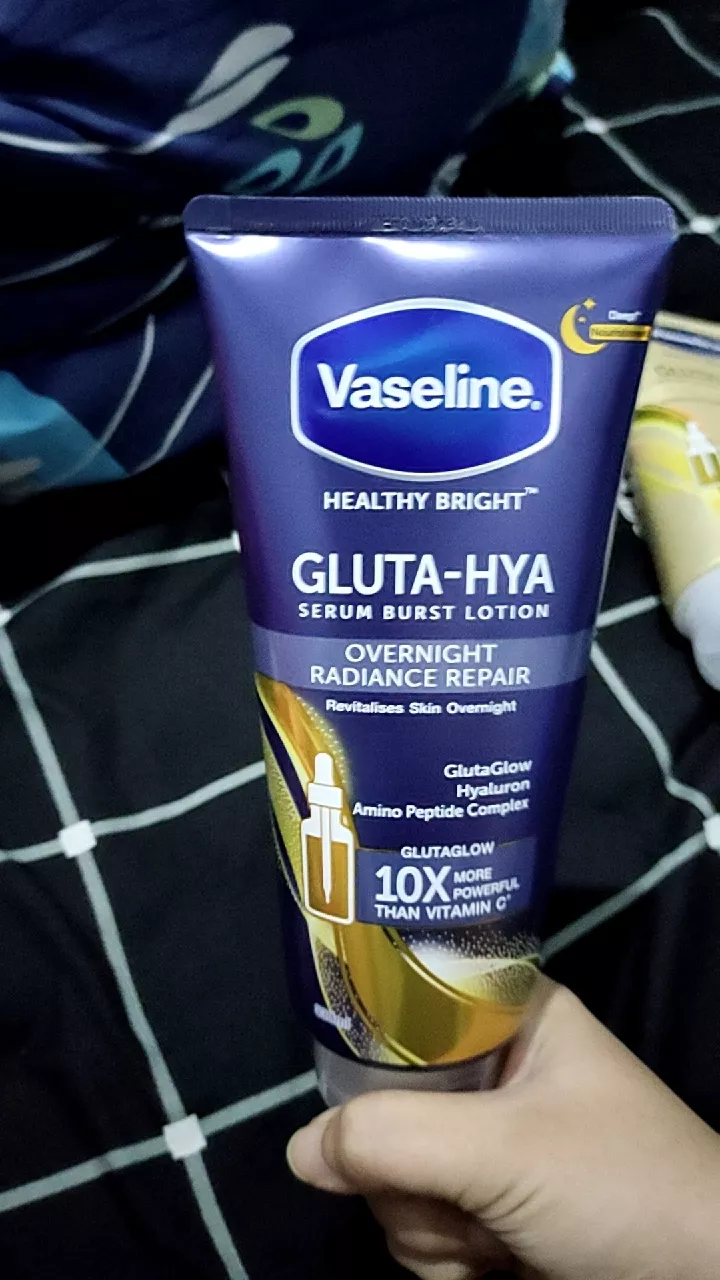 Vaseline.
HEALTHY BRIGHT™
GLUTA-HYA
SERUM BURST LOTION
OVERNIGHT
RADIANCE REPAIR
Revitalises Skin Overnight
GlutaGlow
Hyaluron
Amino Peptide Complex
GLUTAGLOW
10X MORE POWERFUL
THAN VITAMIN C*